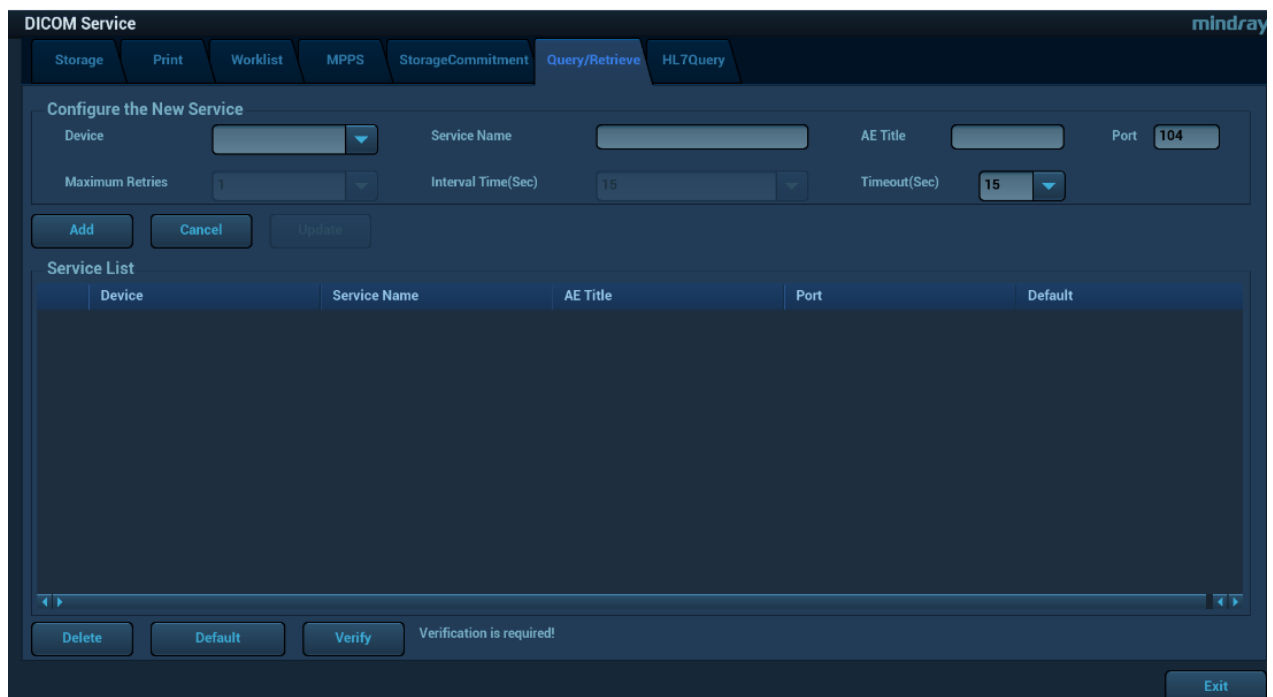 DICOM Service mindray
Storage Print Worklist MPPS StorageCommitment Query/Retrieve HL7Query
Configure the New Service
Device Service Name AE Title Port 104
Maximum Retries 1 Interval Time(Sec) 15 Timeout(Sec) 15
Add Cancel Update
Service List
Device Service Name AE Title Port Default
Delete Default Verify Verification is required!
Exit